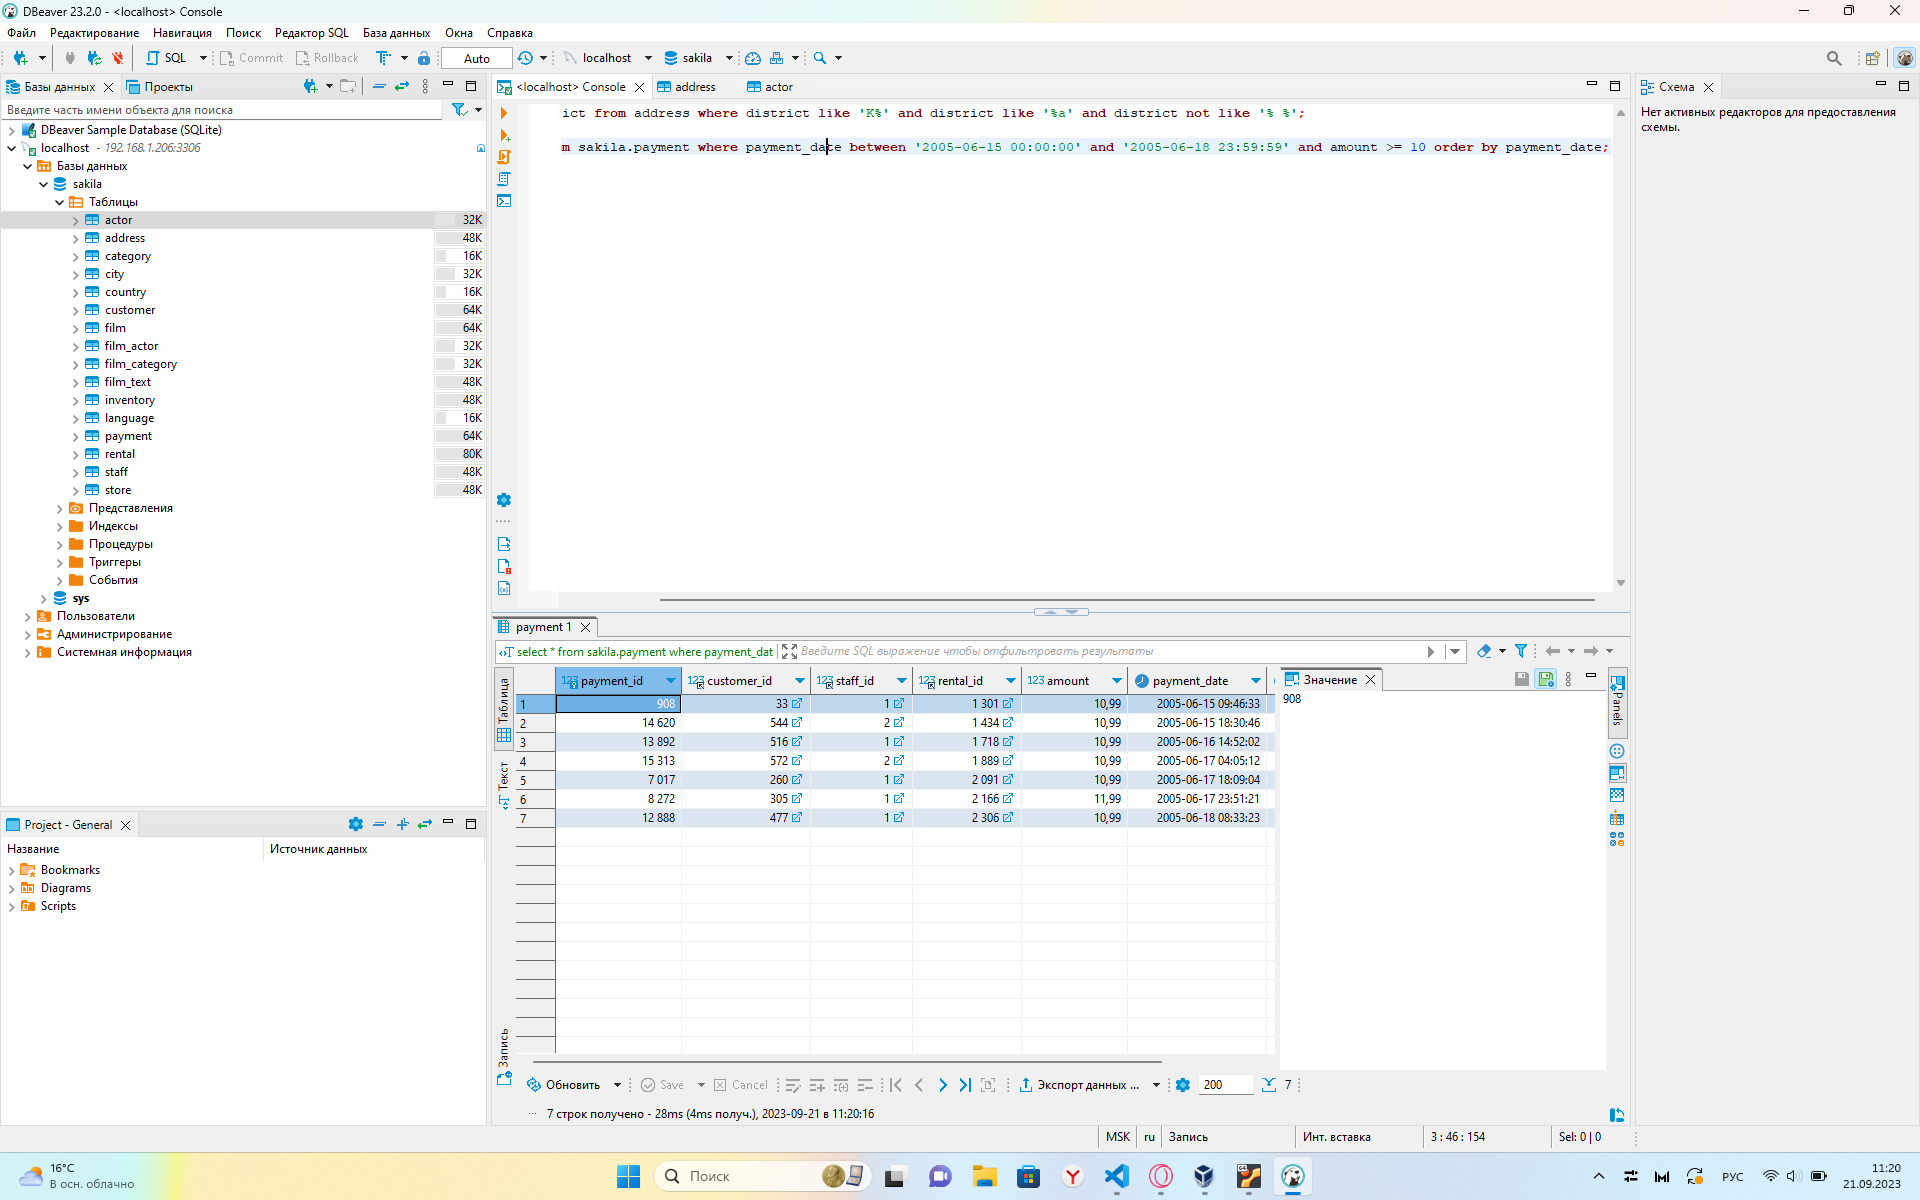 DBeaver 23.2.0 - <localhost> Console
Файл Редактирование Навигация Поиск Редактор SQL База данных Окна Справка
SQL Commit Rollback Auto localhost sakila
Базы данных Проекты
Введите часть имени объекта для поиска
DBeaver Sample Database (SQLite)
localhost - 192.168.1.206:3306
Базы данных
sakila
Таблицы
actor 32K
address 48K
category 16K
city 32K
country 16K
customer 64K
film 64K
film_actor 32K
film_category 32K
film_text 48K
inventory 48K
language 16K
payment 64K
rental 80K
staff 48K
store 48K
Представления
Индексы
Процедуры
Триггеры
События
sys
Пользователи
Администрирование
Системная информация
Project - General
Название Источник данных
Bookmarks
Diagrams
Scripts
<localhost> Console address actor
ict from address where district like 'K%' and district like '%a' and district not like '% %';
m sakila.payment where payment_date between '2005-06-15 00:00:00' and '2005-06-18 23:59:59' and amount >= 10 order by payment_date;
payment 1
select * from sakila.payment where payment_dat Введите SQL выражение чтобы отфильтровать результаты
Таблица
Текст
Запись
payment_id customer_id staff_id rental_id amount payment_date
1 908 33 1 1 301 10,99 2005-06-15 09:46:33
2 14 620 544 2 1 434 10,99 2005-06-15 18:30:46
3 13 892 516 1 1 718 10,99 2005-06-16 14:52:02
4 15 313 572 2 1 889 10,99 2005-06-17 04:05:12
5 7 017 260 1 2 091 10,99 2005-06-17 18:09:04
6 8 272 305 1 2 166 11,99 2005-06-17 23:51:21
7 12 888 477 1 2 306 10,99 2005-06-18 08:33:23
Значение
908
Panels
Обновить Save Cancel Экспорт данных ... 200 7
7 строк получено - 28ms (4ms получ.), 2023-09-21 в 11:20:16
Схема
Нет активных редакторов для предоставления
схемы.
MSK ru Запись Инт. вставка 3 : 46 : 154 Sel: 0 | 0
16°C
В осн. облачно
Поиск
РУС
11:20
21.09.2023